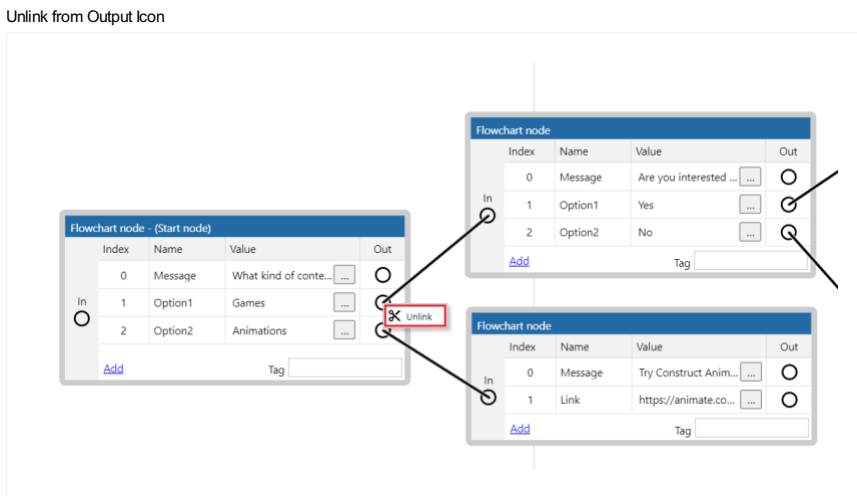 Unlink from Output Icon
Flowchart node
Index Name Value Out
0 Message Are you interested ... ...
In
1 Option1 Yes ...
2 Option2 No ...
Add Tag
Flowchart node - (Start node)
Index Name Value Out
0 Message What kind of conte... ...
In
1 Option1 Games ...
Unlink
2 Option2 Animations ...
Add Tag
Flowchart node
Index Name Value Out
0 Message Try Construct Anim... ...
In
1 Link https://animate.co... ...
Add Tag